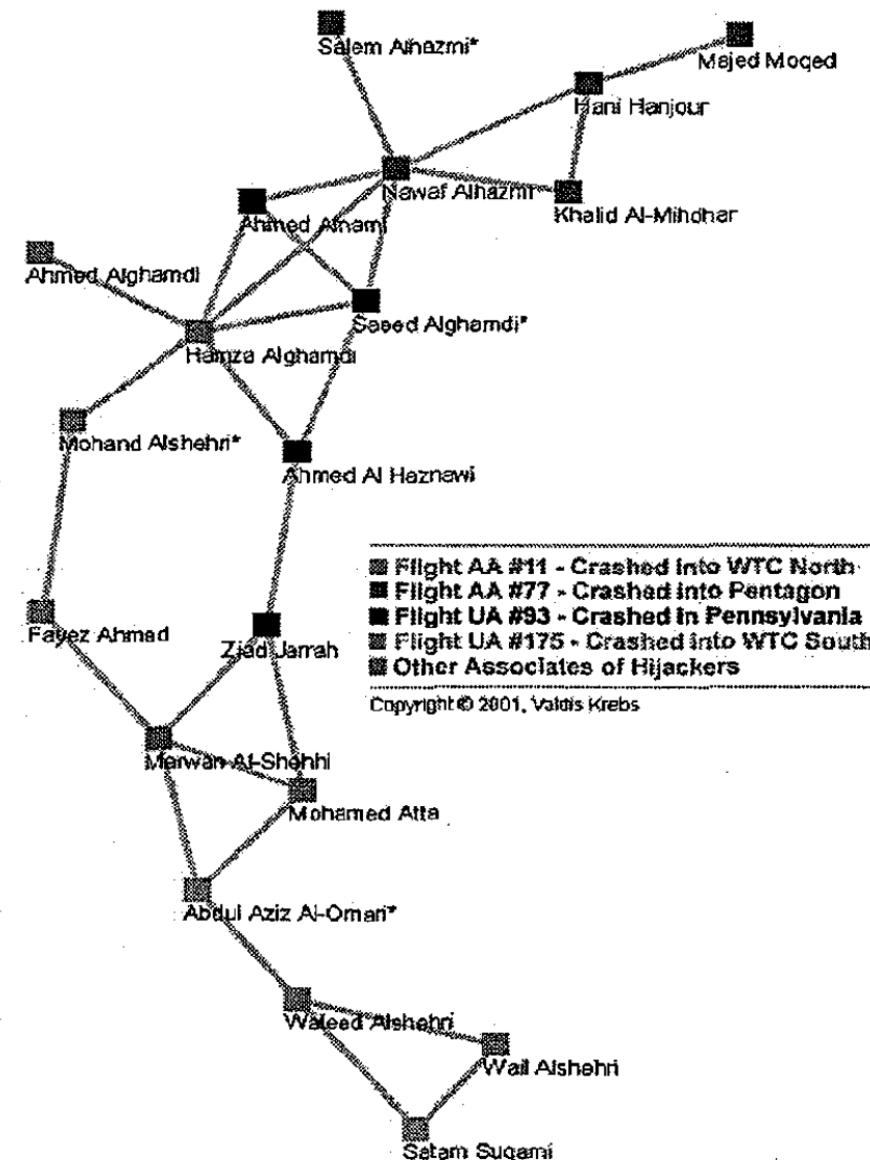 Salem Alhazmi*
Majed Moqed
Hani Hanjour
Nawaf Alhazmi
Khalid Al-Mihdhar
Ahmed Alnami
Ahmed Alghamdi
Saeed Alghamdi*
Hamza Alghamdi
Mohand Alshehri*
Ahmed Al Haznawi
Flight AA #11 - Crashed into WTC North
Flight AA #77 - Crashed into Pentagon
Flight UA #93 - Crashed in Pennsylvania
Flight UA #175 - Crashed into WTC South
Other Associates of Hijackers
Copyright © 2001, Valdis Krebs
Fayez Ahmed
Ziad Jarrah
Marwan Al-Shehhi
Mohamed Atta
Abdul Aziz Al-Omari*
Waleed Alshehri
Wail Alshehri
Satam Suqami